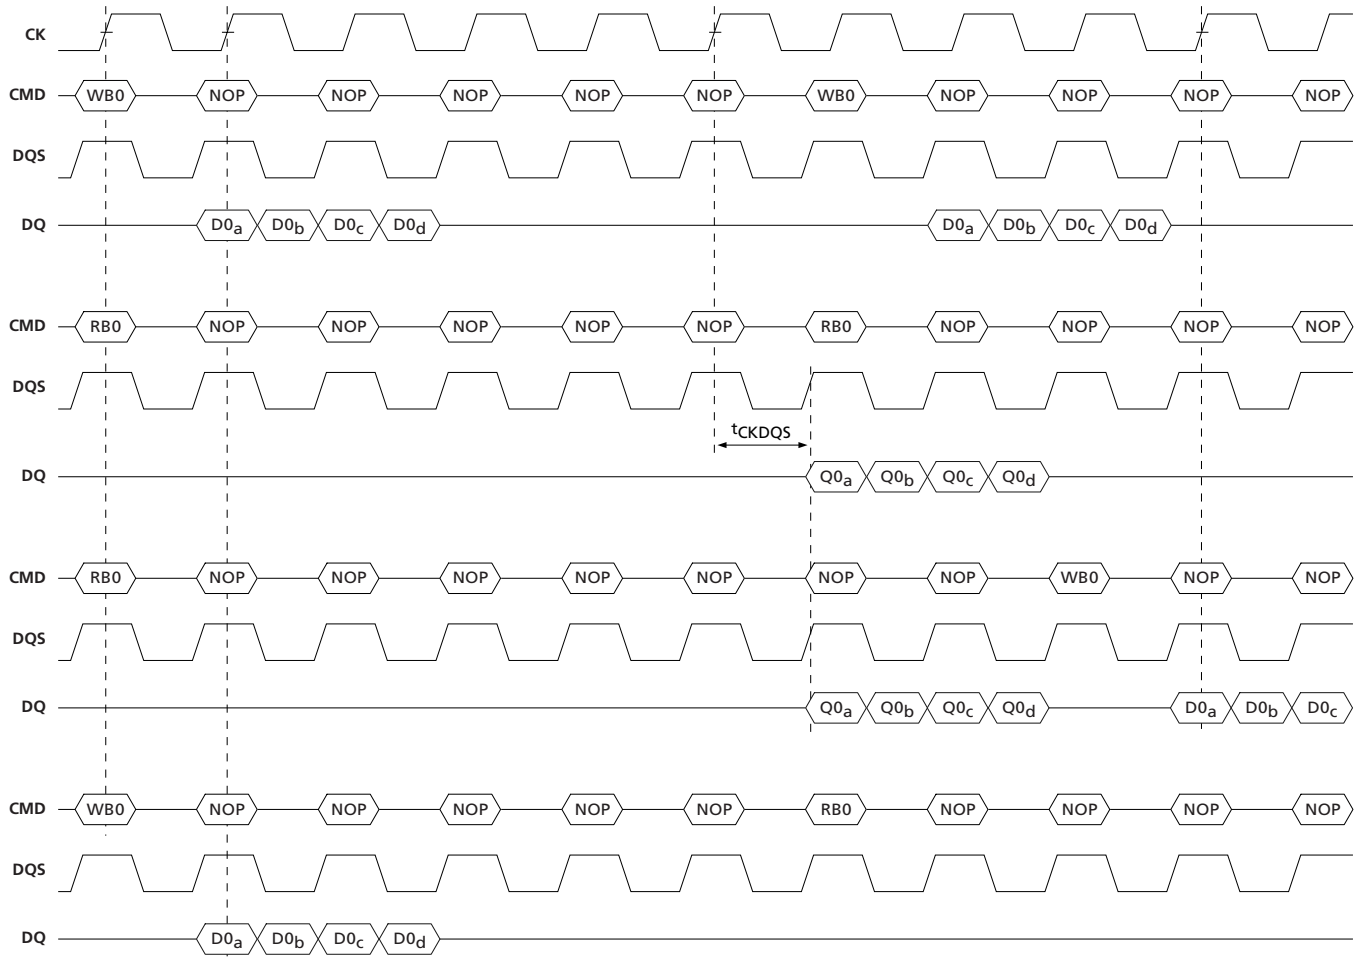 CK
CMD WB0 NOP NOP NOP NOP NOP WB0 NOP NOP NOP NOP
DQS
DQ D0a D0b D0c D0d D0a D0b D0c D0d
CMD RB0 NOP NOP NOP NOP NOP RB0 NOP NOP NOP NOP
DQS
tCKDQS
DQ Q0a Q0b Q0c Q0d
CMD RB0 NOP NOP NOP NOP NOP NOP NOP WB0 NOP NOP
DQS
DQ Q0a Q0b Q0c Q0d D0a D0b D0c
CMD WB0 NOP NOP NOP NOP NOP RB0 NOP NOP NOP NOP
DQS
DQ D0a D0b D0c D0d